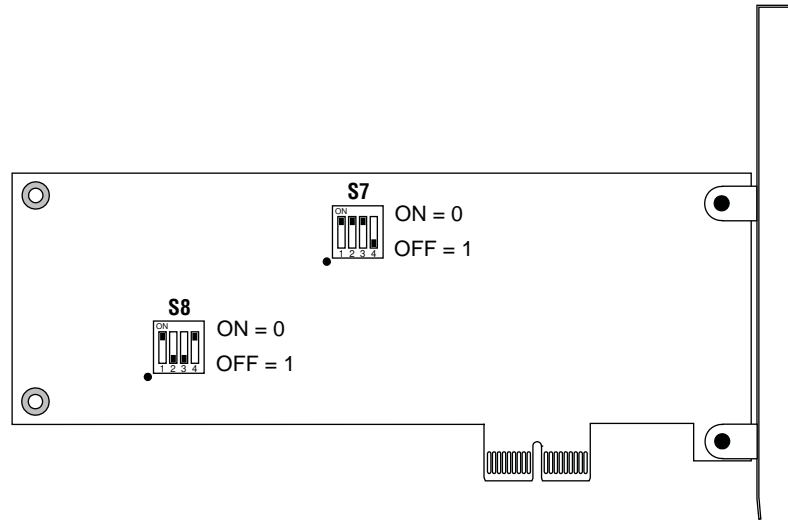 S7
ON
ON = 0
1 2 3 4
OFF = 1
S8
ON
ON = 0
1 2 3 4
OFF = 1